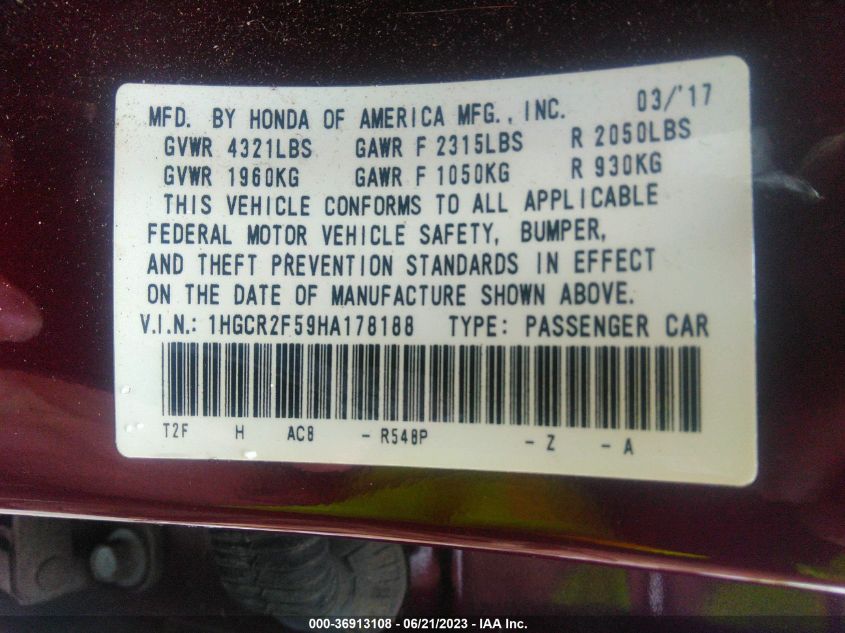 MFD. BY HONDA OF AMERICA MFG., INC. 03/'17
GVWR 4321LBS GAWR F 2315LBS R 2050LBS
GVWR 1960KG GAWR F 1050KG R 930KG
THIS VEHICLE CONFORMS TO ALL APPLICABLE
FEDERAL MOTOR VEHICLE SAFETY, BUMPER,
AND THEFT PREVENTION STANDARDS IN EFFECT
ON THE DATE OF MANUFACTURE SHOWN ABOVE.
V.I.N.: 1HGCR2F59HA178188 TYPE: PASSENGER CAR
T2F H AC8 - R548P - Z - A
000-36913108 - 06/21/2023 - IAA Inc.